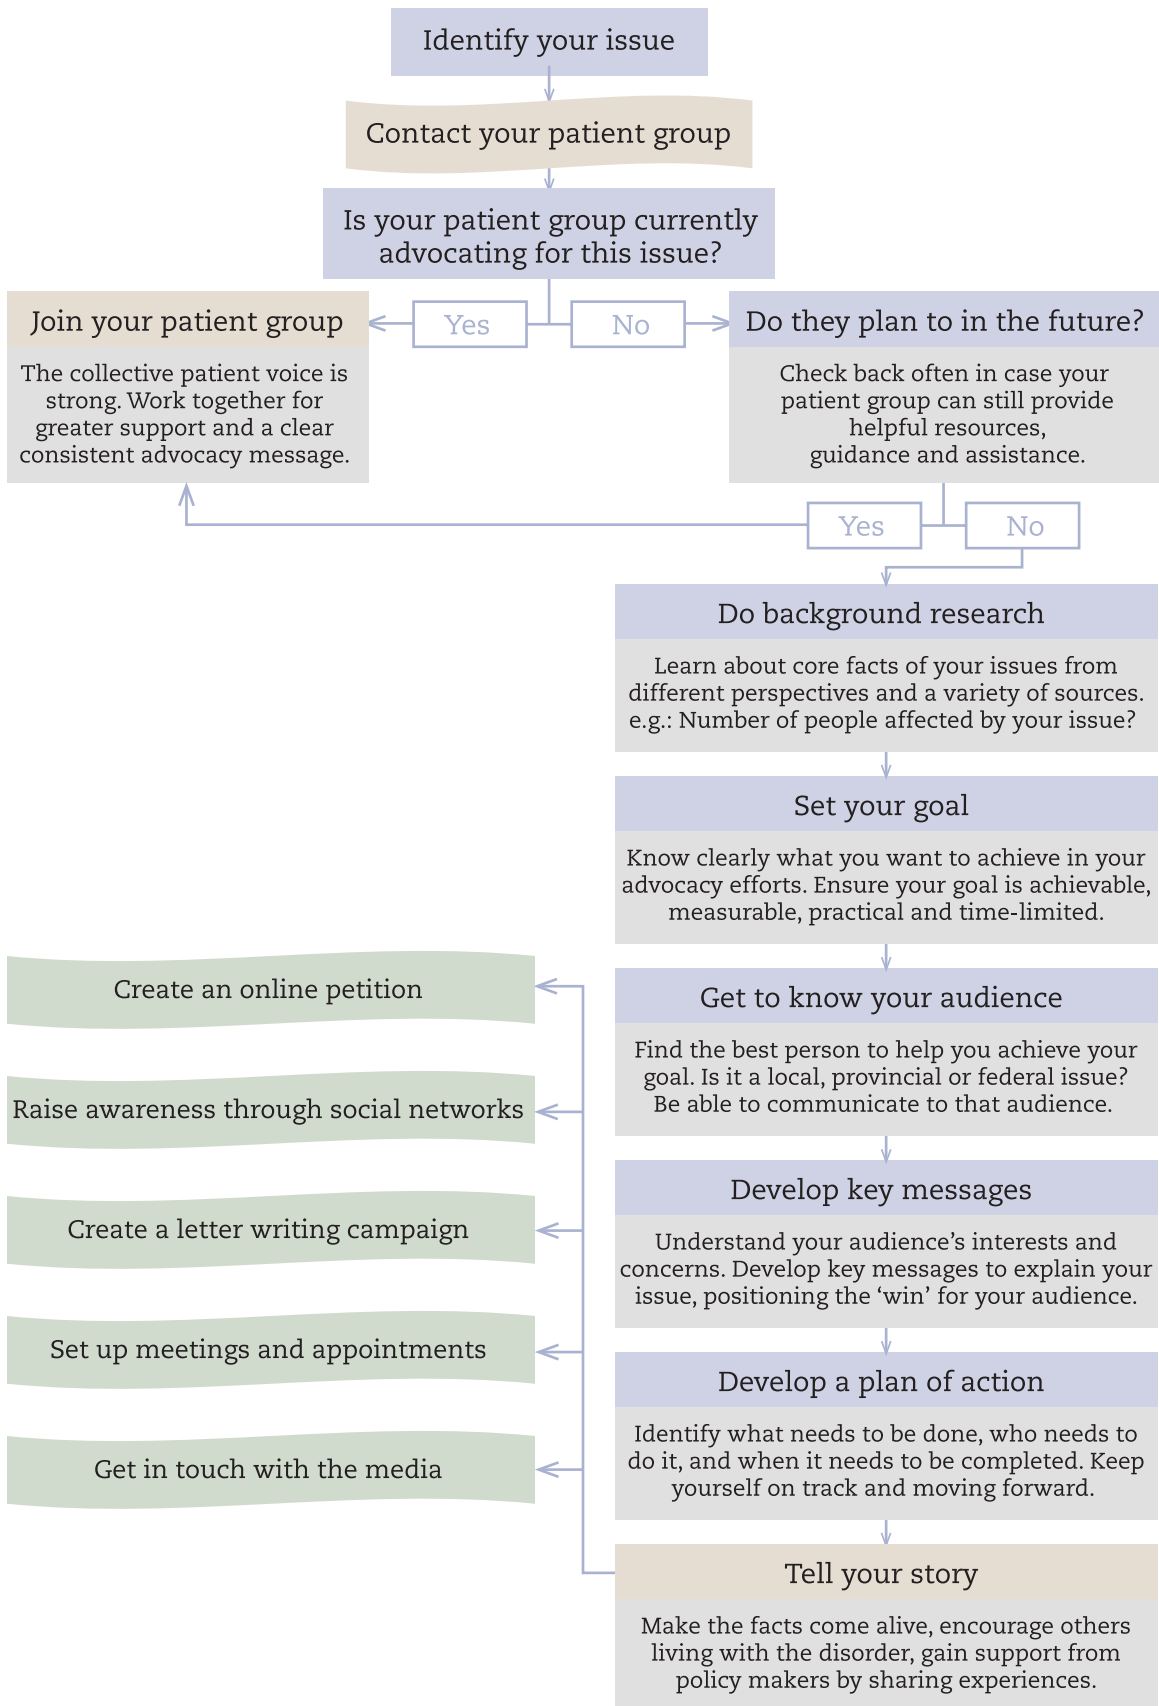 Identify your issue
Contact your patient group
Is your patient group currently
advocating for this issue?
Yes
No
Join your patient group
The collective patient voice is
strong. Work together for
greater support and a clear
consistent advocacy message.
Do they plan to in the future?
Check back often in case your
patient group can still provide
helpful resources,
guidance and assistance.
Yes
No
Do background research
Learn about core facts of your issues from
different perspectives and a variety of sources.
e.g.: Number of people affected by your issue?
Set your goal
Know clearly what you want to achieve in your
advocacy efforts. Ensure your goal is achievable,
measurable, practical and time-limited.
Get to know your audience
Find the best person to help you achieve your
goal. Is it a local, provincial or federal issue?
Be able to communicate to that audience.
Develop key messages
Understand your audience’s interests and
concerns. Develop key messages to explain your
issue, positioning the ‘win’ for your audience.
Develop a plan of action
Identify what needs to be done, who needs to
do it, and when it needs to be completed. Keep
yourself on track and moving forward.
Tell your story
Make the facts come alive, encourage others
living with the disorder, gain support from
policy makers by sharing experiences.
Create an online petition
Raise awareness through social networks
Create a letter writing campaign
Set up meetings and appointments
Get in touch with the media